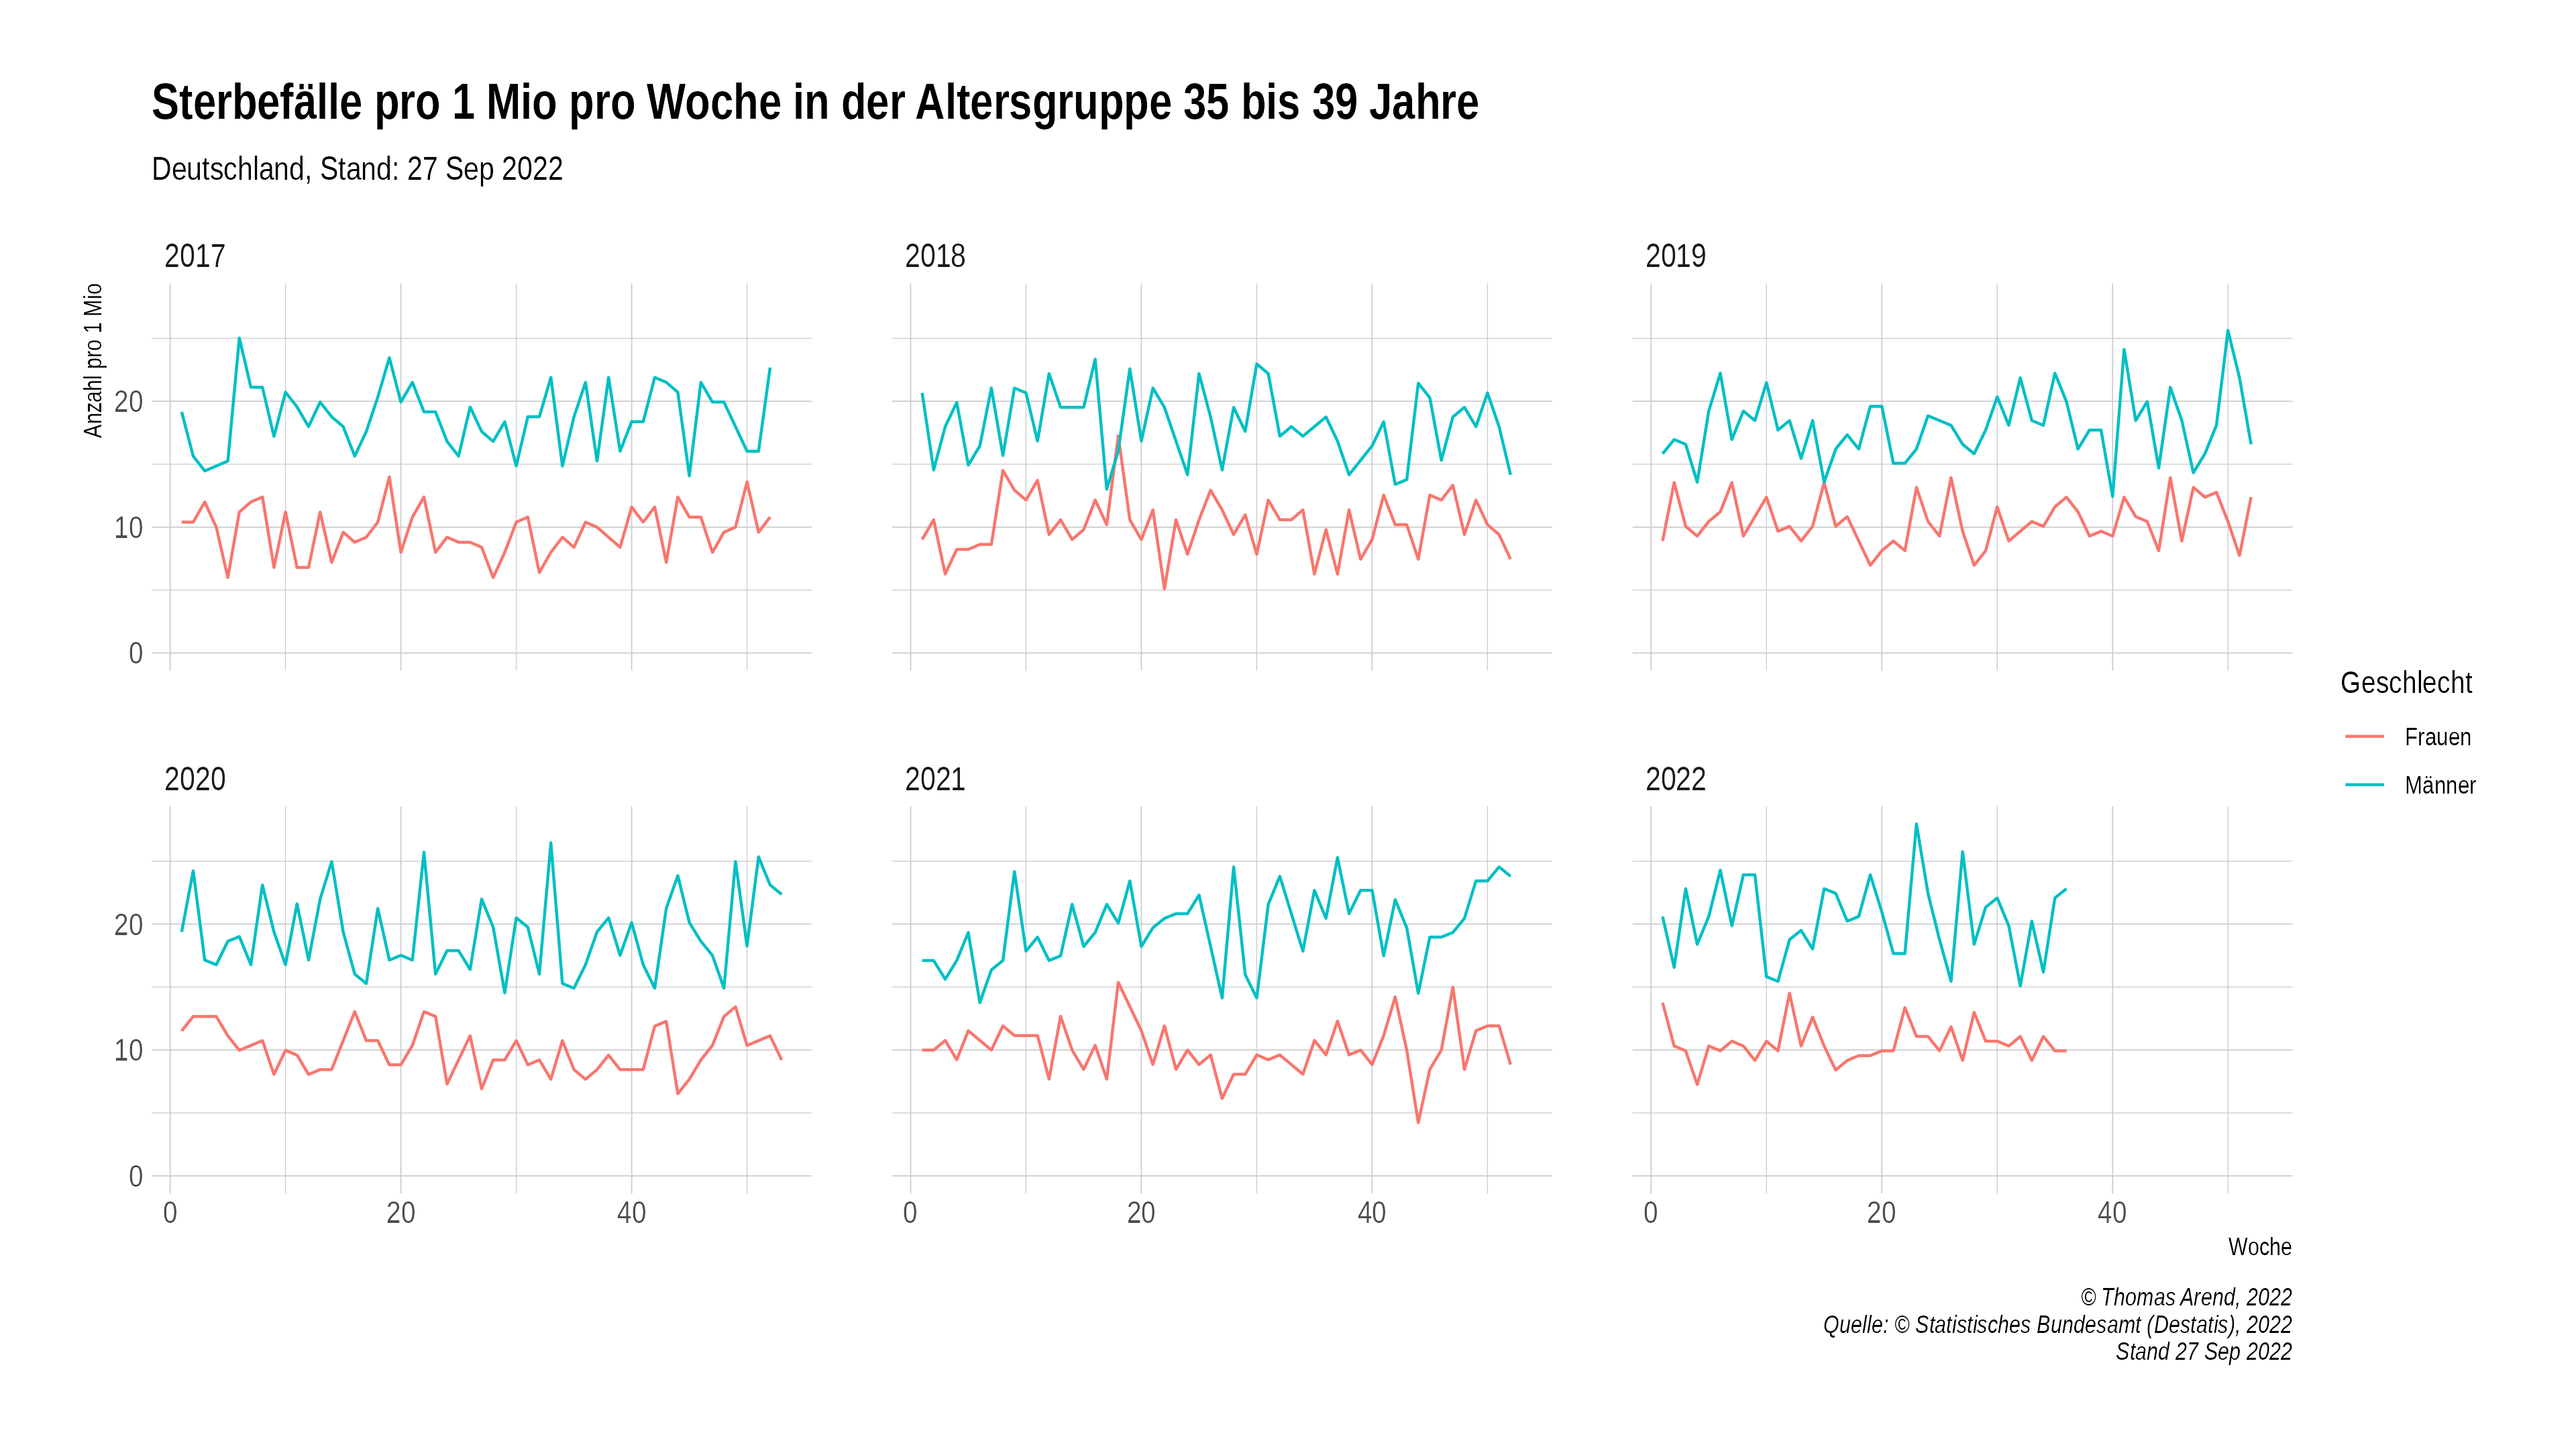 Sterbefälle pro 1 Mio pro Woche in der Altersgruppe 35 bis 39 Jahre
Deutschland, Stand: 27 Sep 2022
2017
2018
2019
Anzahl pro 1 Mio
20
10
0
Geschlecht
Frauen
Männer
2020
2021
2022
20
10
0
0 20 40
0 20 40
0 20 40
Woche
© Thomas Arend, 2022
Quelle: © Statistisches Bundesamt (Destatis), 2022
Stand 27 Sep 2022